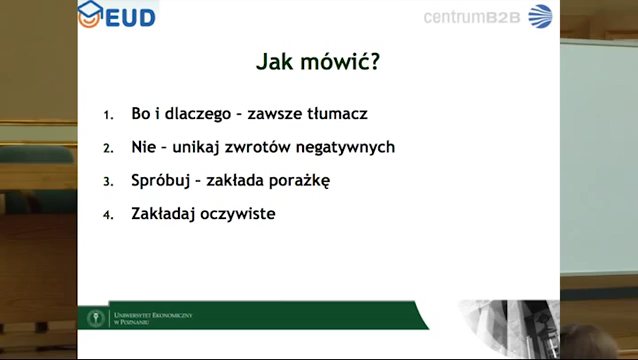 EUD
centrumB2B
Jak mówić?
1. Bo i dlaczego – zawsze tłumacz
2. Nie – unikaj zwrotów negatywnych
3. Spróbuj – zakłada porażkę
4. Zakładaj oczywiste
Uniwersytet Ekonomiczny
w Poznaniu